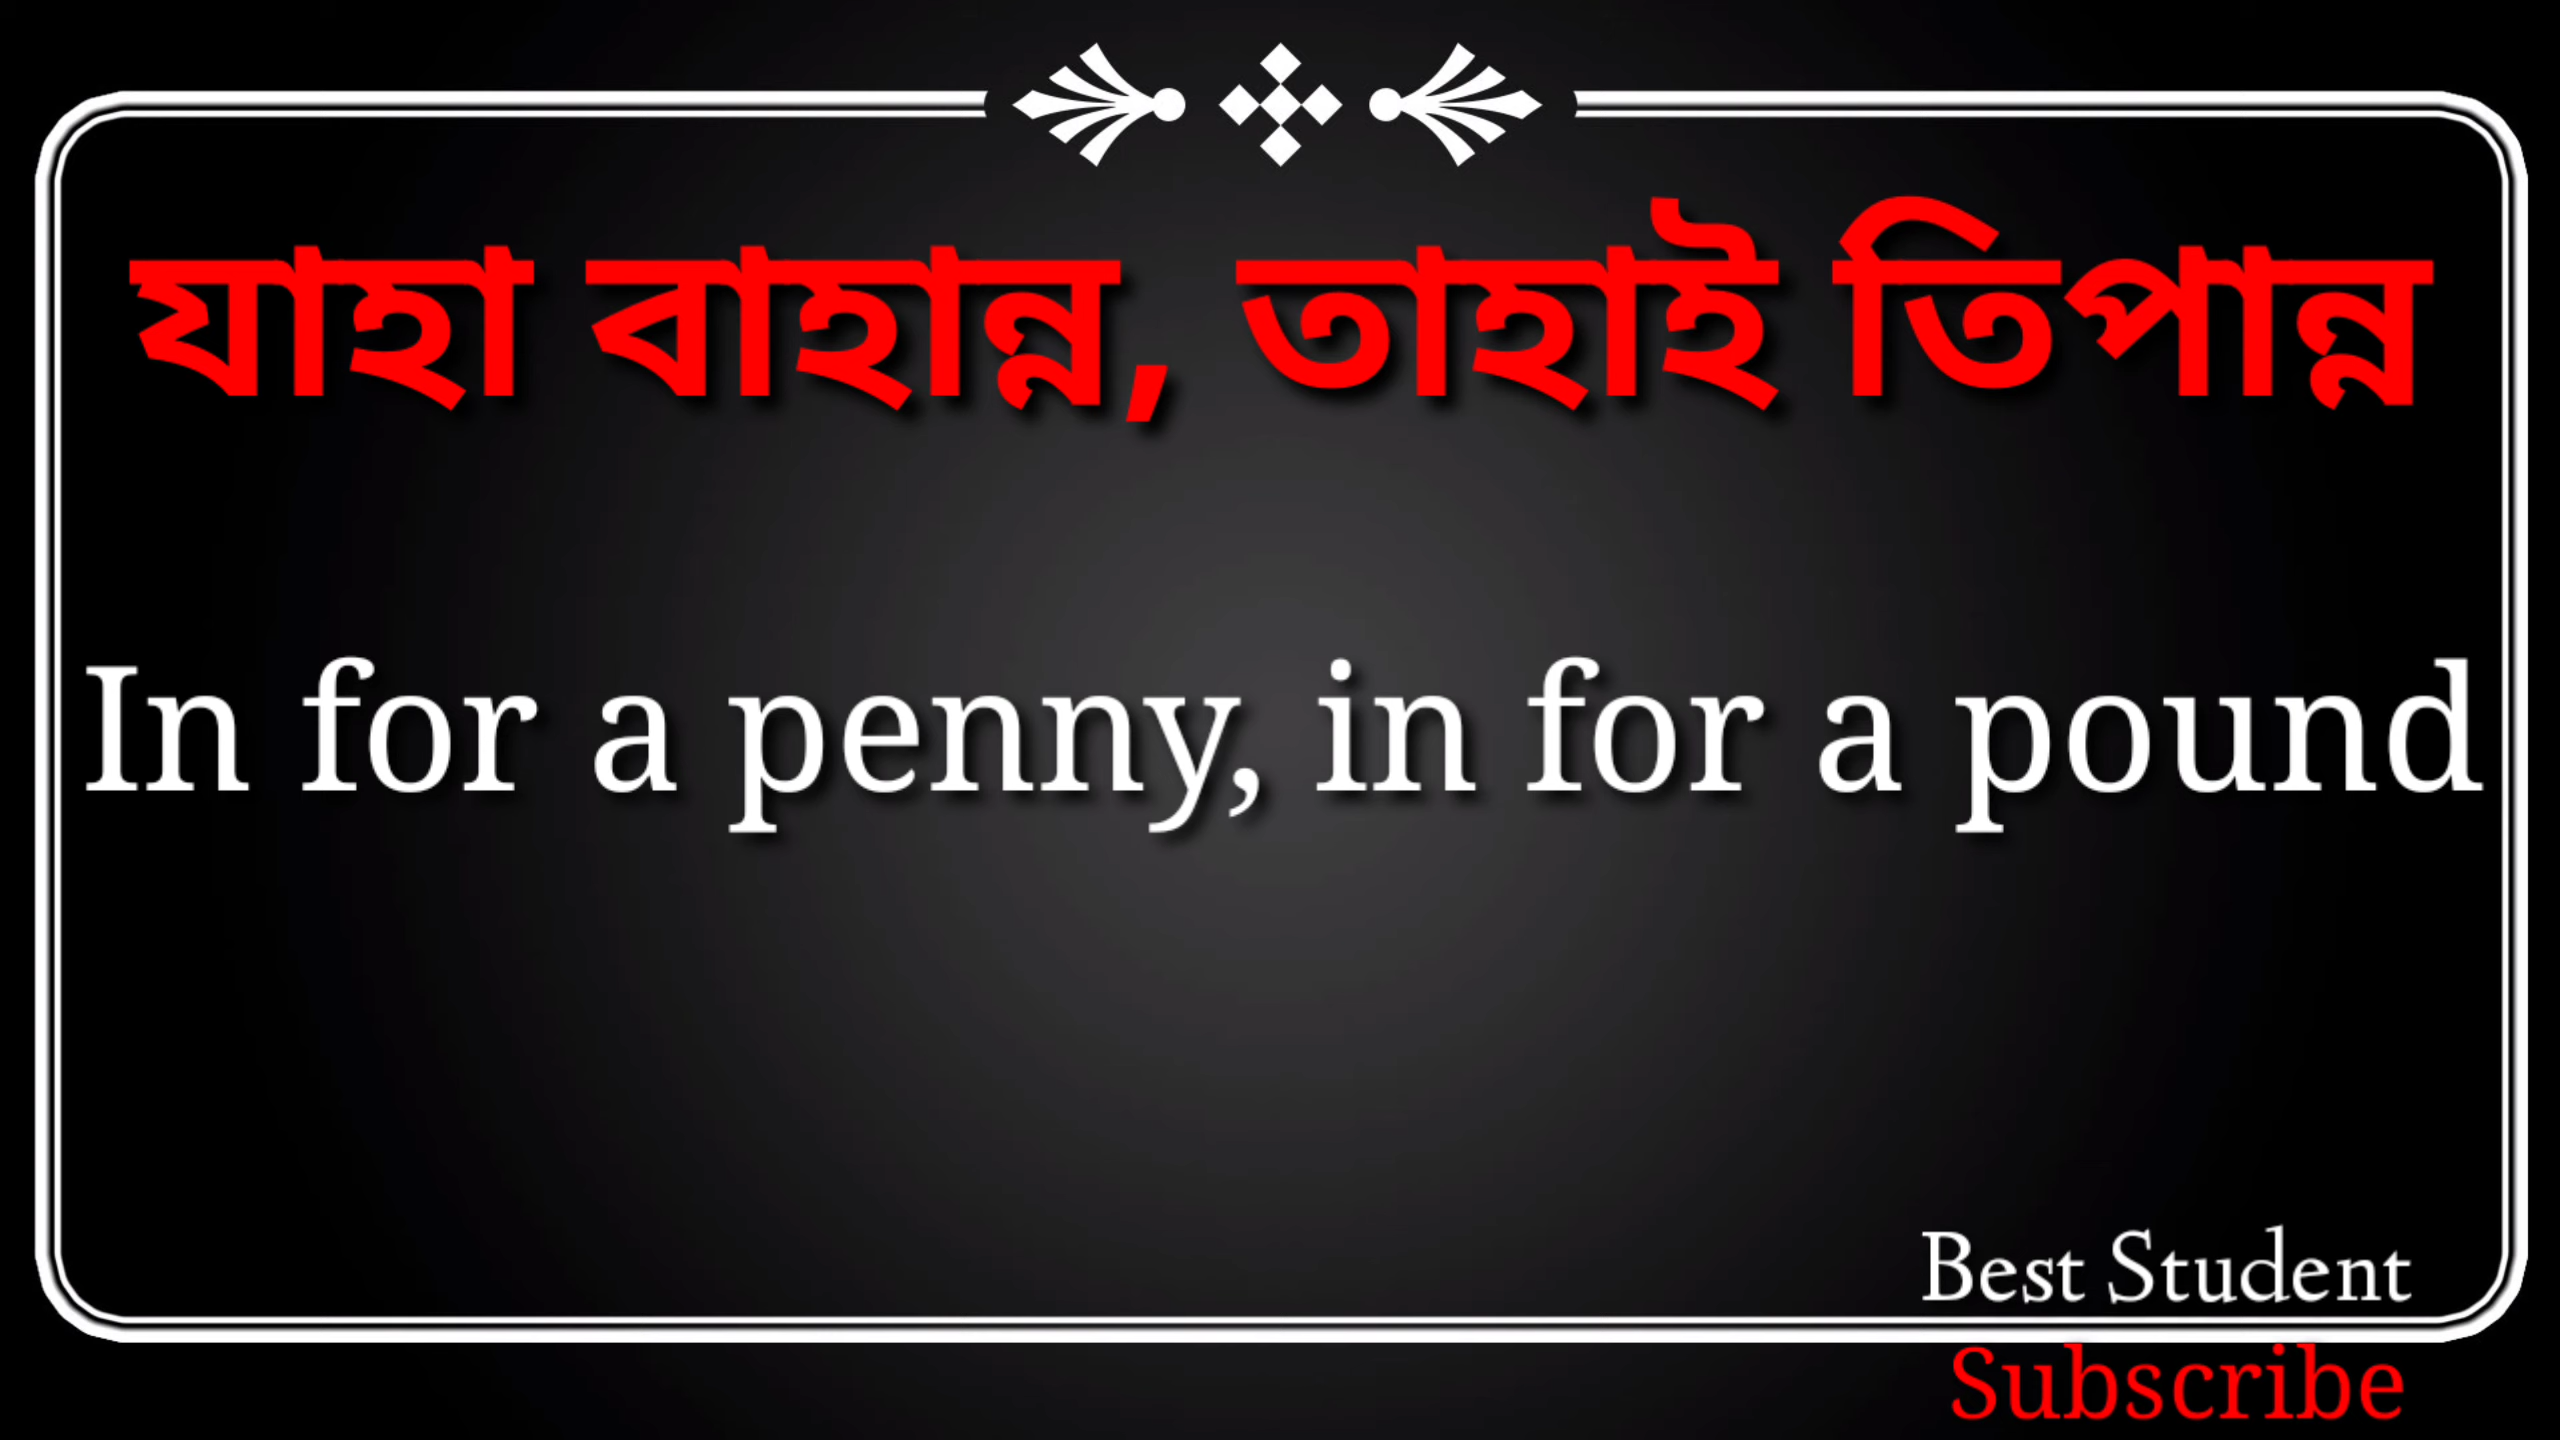 যাহা বাহান্ন, তাহাই তিপান্ন
In for a penny, in for a pound
Best Student
Subscribe